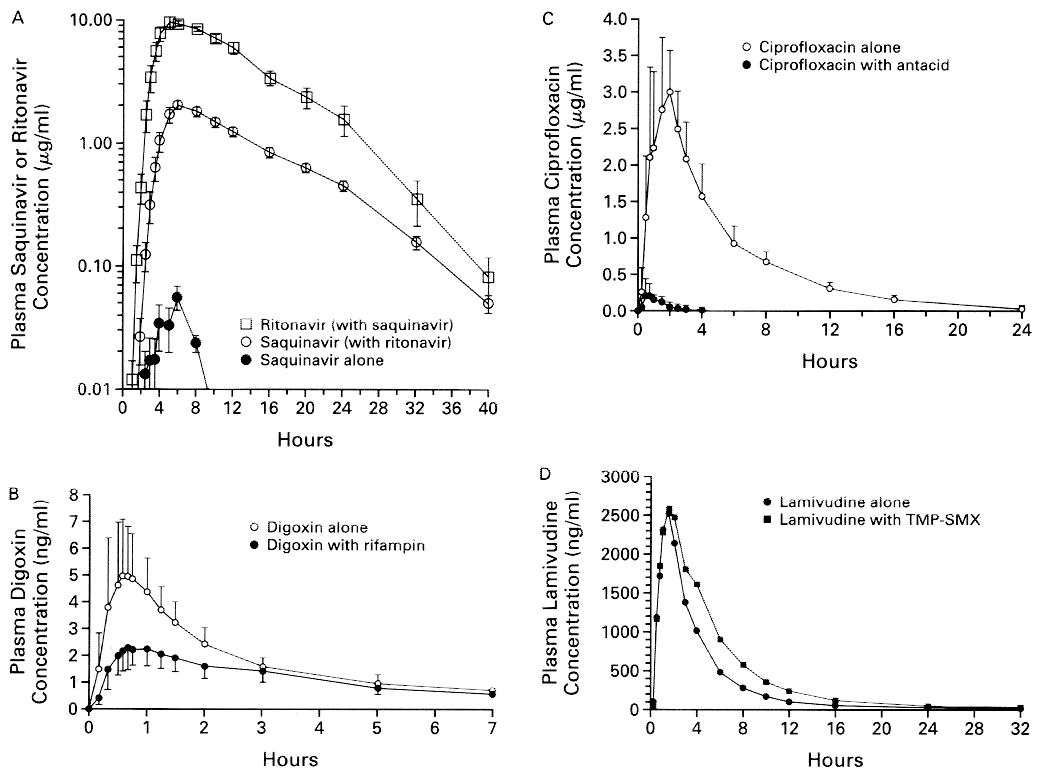 A
Plasma Saquinavir or Ritonavir
Concentration (μg/ml)
10.00
1.00
0.10
0.01
Ritonavir (with saquinavir)
Saquinavir (with ritonavir)
Saquinavir alone
0 4 8 12 16 20 24 28 32 36 40
Hours
C
Plasma Ciprofloxacin
Concentration (μg/ml)
4.0
3.5
3.0
2.5
2.0
1.5
1.0
0.5
0.0
Ciprofloxacin alone
Ciprofloxacin with antacid
0 4 8 12 16 20 24
Hours
B
Plasma Digoxin
Concentration (ng/ml)
8
7
6
5
4
3
2
1
0
Digoxin alone
Digoxin with rifampin
0 1 2 3 4 5 6 7
Hours
D
Plasma Lamivudine
Concentration (ng/ml)
3000
2500
2000
1500
1000
500
0
Lamivudine alone
Lamivudine with TMP-SMX
0 4 8 12 16 20 24 28 32
Hours